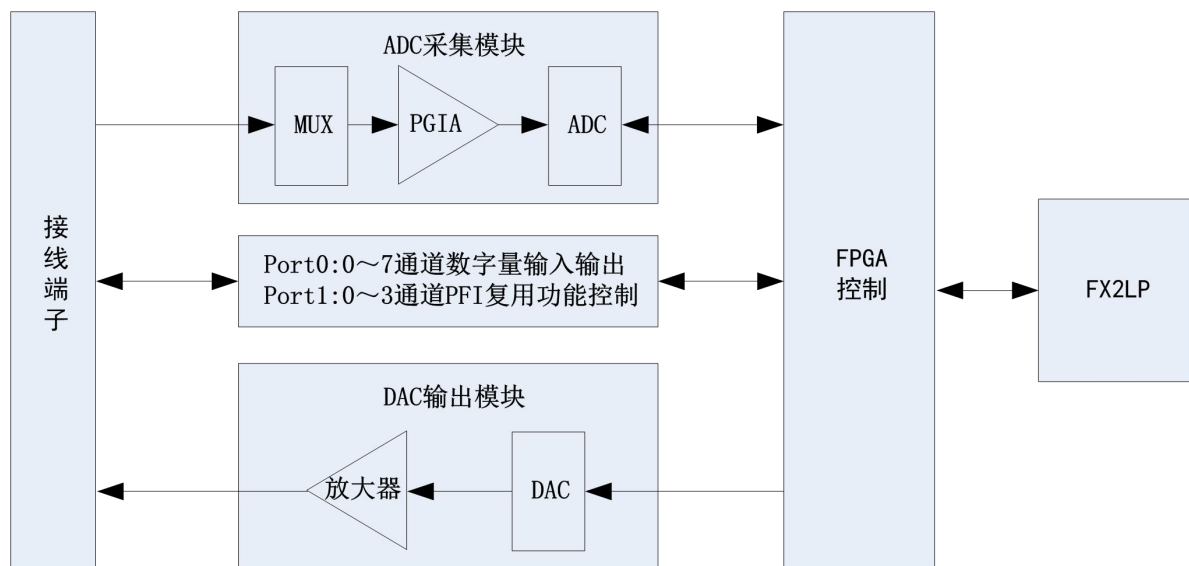 接线端子
ADC采集模块
MUX
PGIA
ADC
Port0:0～7通道数字量输入输出
Port1:0～3通道PFI复用功能控制
DAC输出模块
放大器
DAC
FPGA
控制
FX2LP